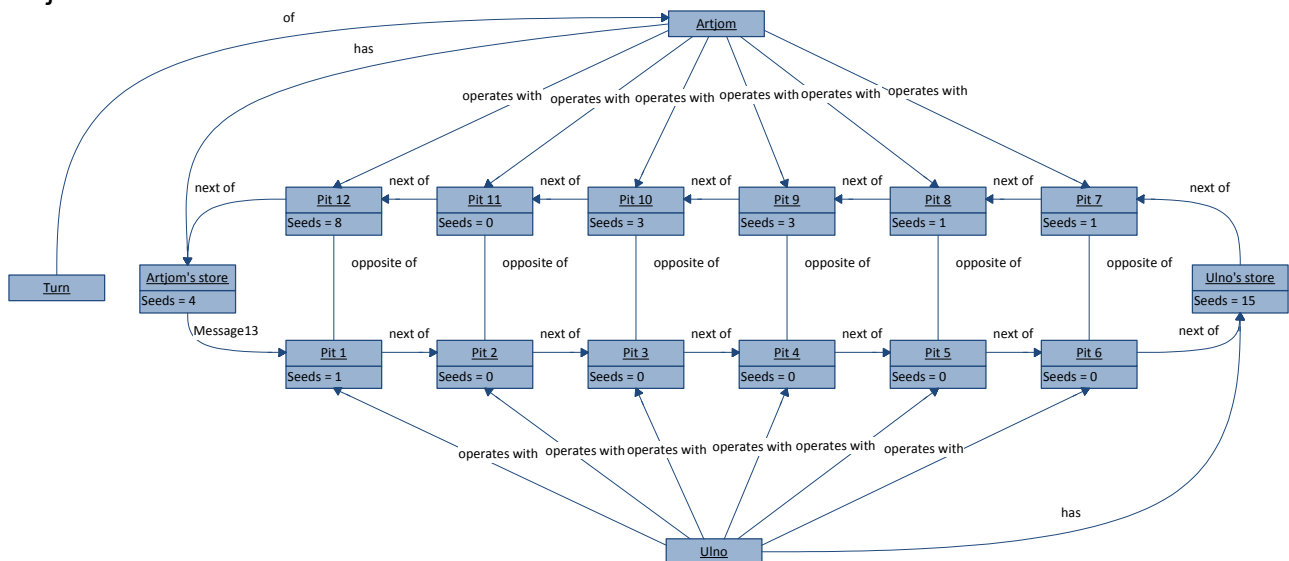 of
Artjom
has
operates with
operates with
operates with
operates with
operates with
operates with
next of
next of
next of
next of
next of
next of
next of
Pit 12
Seeds = 8
Pit 11
Seeds = 0
Pit 10
Seeds = 3
Pit 9
Seeds = 3
Pit 8
Seeds = 1
Pit 7
Seeds = 1
Turn
Artjom's store
Seeds = 4
opposite of
opposite of
opposite of
opposite of
opposite of
opposite of
Ulno's store
Seeds = 15
Message13
next of
next of
next of
next of
next of
next of
Pit 1
Seeds = 1
Pit 2
Seeds = 0
Pit 3
Seeds = 0
Pit 4
Seeds = 0
Pit 5
Seeds = 0
Pit 6
Seeds = 0
operates with
operates with
operates with
operates with
operates with
operates with
has
Ulno